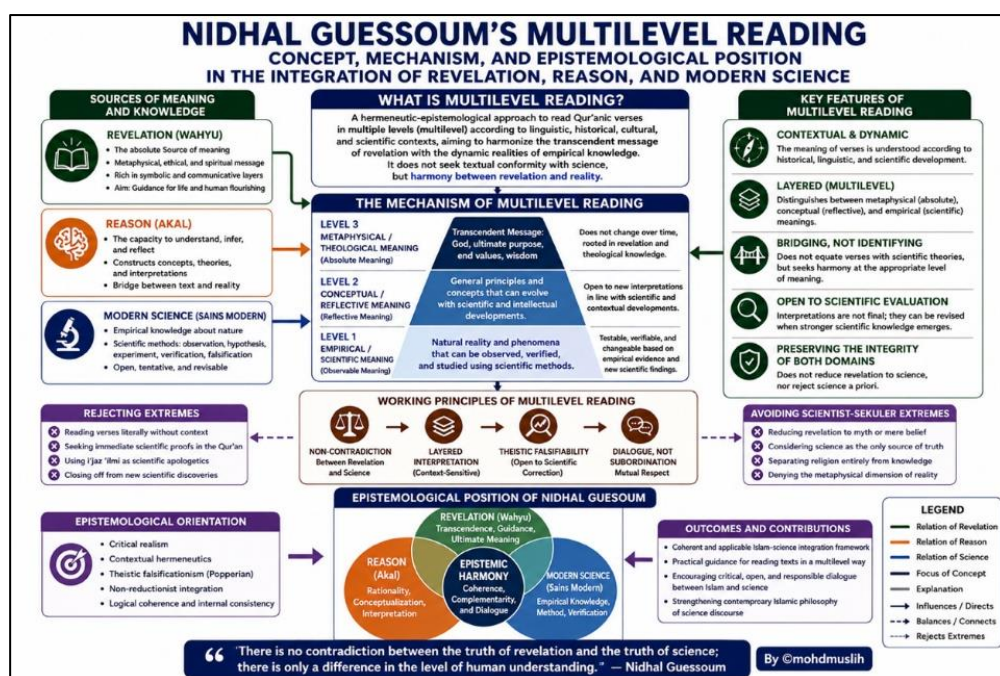 NIDHAL GUESSOUM'S MULTILEVEL READING
CONCEPT, MECHANISM, AND EPISTEMOLOGICAL POSITION
IN THE INTEGRATION OF REVELATION, REASON, AND MODERN SCIENCE
SOURCES OF MEANING
AND KNOWLEDGE
REVELATION (WAHYU)
• The absolute Source of meaning
• Metaphysical, ethical, and spiritual message
• Rich in symbolic and communicative layers
• Aim: Guidance for life and human flourishing
REASON (AKAL)
• The capacity to understand, infer,
and reflect
• Constructs concepts, theories,
and interpretations
• Bridge between text and reality
MODERN SCIENCE (SAINS MODERN)
• Empirical knowledge about nature
• Scientific methods: observation, hypothesis,
experiment, verification, falsification
• Open, tentative, and revisable
WHAT IS MULTILEVEL READING?
A hermeneutic-epistemological approach to read Qur'anic verses
in multiple levels (multilevel) according to linguistic, historical, cultural,
and scientific contexts, aiming to harmonize the transcendent message
of revelation with the dynamic realities of empirical knowledge.
It does not seek textual conformity with science,
but harmony between revelation and reality.
THE MECHANISM OF MULTILEVEL READING
LEVEL 3
METAPHYSICAL /
THEOLOGICAL MEANING
(Absolute Meaning)
Transcendent Message:
God, ultimate purpose,
end values, wisdom
Does not change over time,
rooted in revelation and
theological knowledge.
LEVEL 2
CONCEPTUAL /
REFLECTIVE MEANING
(Reflective Meaning)
General principles and
concepts that can evolve
with scientific and intellectual
developments.
Open to new interpretations
in line with scientific and
contextual developments.
LEVEL 1
EMPIRICAL /
SCIENTIFIC MEANING
(Observable Meaning)
Natural reality and phenomena
that can be observed, verified,
and studied using scientific methods.
Testable, verifiable, and
changeable based on
empirical evidence and
new scientific findings.
KEY FEATURES OF
MULTILEVEL READING
CONTEXTUAL & DYNAMIC
The meaning of verses is understood according to
historical, linguistic, and scientific development.
LAYERED (MULTILEVEL)
Distinguishes between metaphysical (absolute),
conceptual (reflective), and empirical (scientific)
meanings.
BRIDGING, NOT IDENTIFYING
Does not equate verses with scientific theories,
but seeks harmony at the appropriate level
of meaning.
OPEN TO SCIENTIFIC EVALUATION
Interpretations are not final; they can be revised
when stronger scientific knowledge emerges.
PRESERVING THE INTEGRITY
OF BOTH DOMAINS
Does not reduce revelation to science,
nor reject science a priori.
REJECTING EXTREMES
Reading verses literally without context
Seeking immediate scientific proofs in the Qur'an
Using i'jaz 'ilmi as scientific apologetics
Closing off from new scientific discoveries
WORKING PRINCIPLES OF MULTILEVEL READING
NON-CONTRADICTION
Between Revelation
and Science
LAYERED
INTERPRETATION
(Context-Sensitive)
THEISTIC FALSIFIABILITY
(Open to Scientific
Correction)
DIALOGUE, NOT
SUBORDINATION
Mutual Respect
AVOIDING SCIENTIST-SEKULER EXTREMES
Reducing revelation to myth or mere belief
Considering science as the only source of truth
Separating religion entirely from knowledge
Denying the metaphysical dimension of reality
EPISTEMOLOGICAL ORIENTATION
• Critical realism
• Contextual hermeneutics
• Theistic falsificationism (Popperian)
• Non-reductionist integration
• Logical coherence and internal consistency
EPISTEMOLOGICAL POSITION OF NIDHAL GUESOUM
REVELATION (Wahyu)
Transcendence, Guidance,
Ultimate Meaning
REASON
(Akal)
Rationality,
Conceptualization,
Interpretation
EPISTEMIC
HARMONY
Coherence,
Complementarity,
and Dialogue
MODERN SCIENCE
(Sains Modern)
Empirical Knowledge,
Method, Verification
OUTCOMES AND CONTRIBUTIONS
• Coherent and applicable Islam-science integration framework
• Practical guidance for reading texts in a multilevel way
• Encouraging critical, open, and responsible dialogue
between Islam and science
• Strengthening contemporary Islamic philosophy
of science discourse
LEGEND
Relation of Revelation
Relation of Reason
Relation of Science
Focus of Concept
Explanation
Influences / Directs
Balances / Connects
Rejects Extremes
“ "There is no contradiction between the truth of revelation and the truth of science;
there is only a difference in the level of human understanding." — Nidhal Guessoum
By ©mohdmuslih